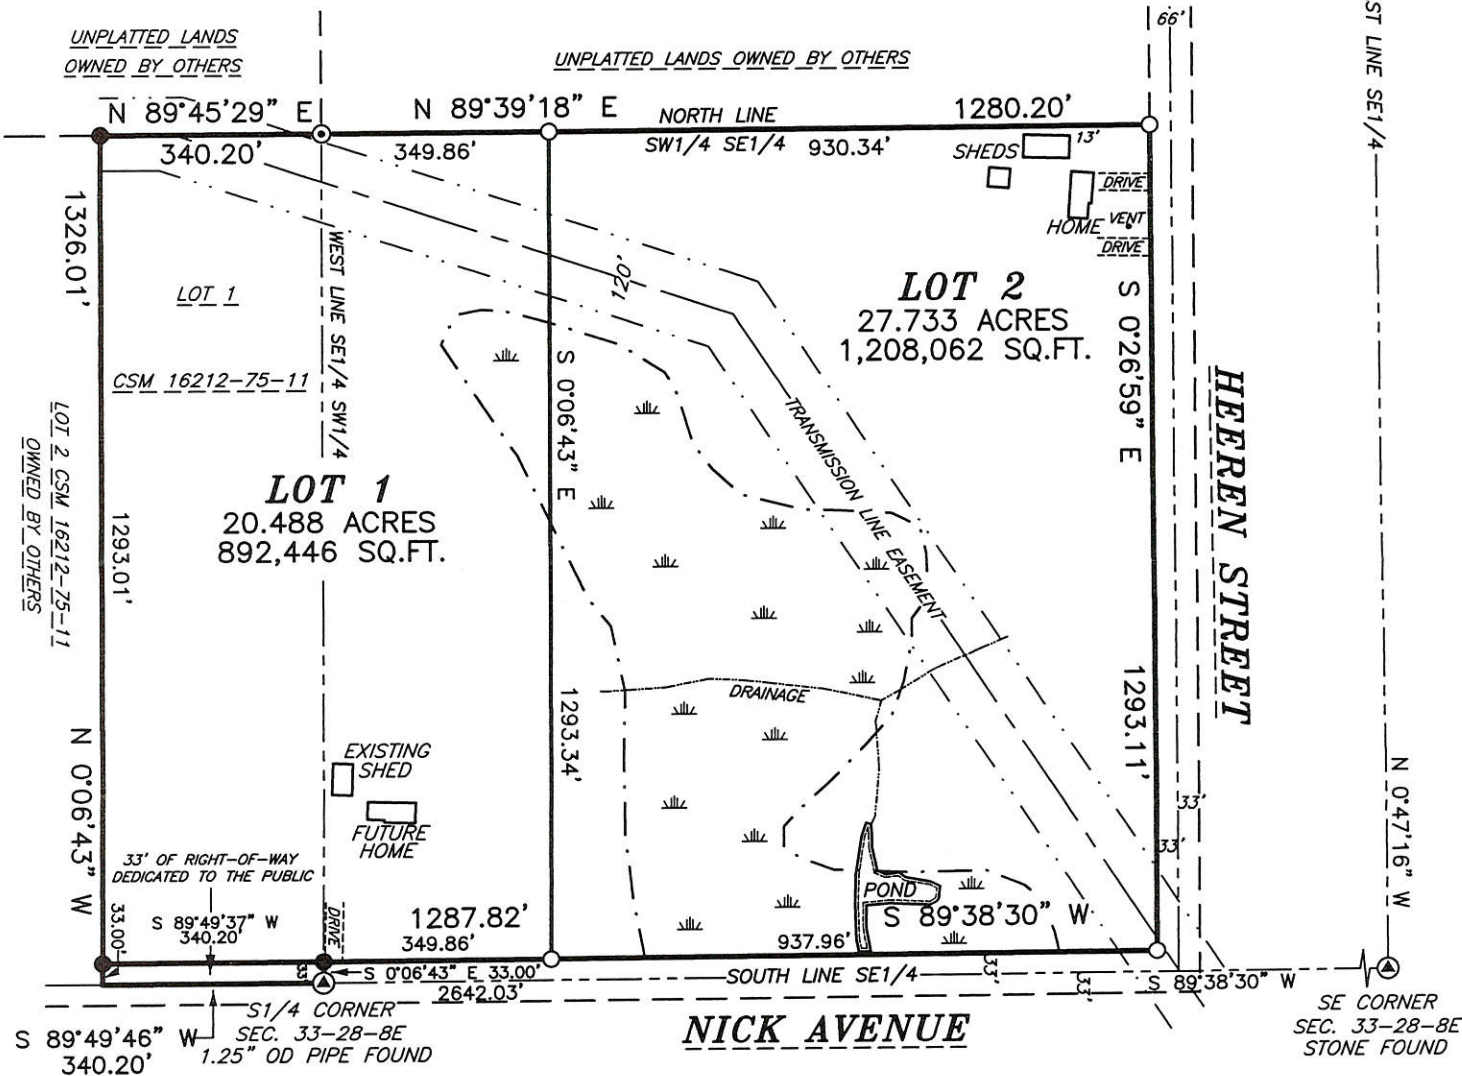 66'
ST LINE SE1/4
UNPLATTED LANDS
OWNED BY OTHERS
UNPLATTED LANDS OWNED BY OTHERS
N 89°45'29" E
N 89°39'18" E
NORTH LINE
1280.20'
340.20'
349.86'
SW1/4 SE1/4
930.34'
SHEDS
13'
DRIVE
HOME
VENT
DRIVE
1326.01'
WEST LINE SE1/4 SW1/4
120'
LOT 1
LOT 2
27.733 ACRES
1,208,062 SQ.FT.
S 0°26'59" E
CSM 16212-75-11
S 0°06'43" E
HEEREN STREET
LOT 2 CSM 16212-75-11
OWNED BY OTHERS
TRANSMISSION LINE EASEMENT
LOT 1
20.488 ACRES
892,446 SQ.FT.
1293.01'
1293.34'
DRAINAGE
1293.11'
N 0°06'43" W
EXISTING
SHED
FUTURE
HOME
33'
33'
N 0°47'16" W
33' OF RIGHT-OF-WAY
DEDICATED TO THE PUBLIC
33.00'
S 89°49'37" W
340.20'
DRIVE
1287.82'
349.86'
POND
S 89°38'30" W
937.96'
33'
S 0°06'43" E 33.00'
SOUTH LINE SE1/4
33'
33'
S 89°38'30" W
2642.03'
S 89°49'46" W
340.20'
S1/4 CORNER
SEC. 33-28-8E
1.25" OD PIPE FOUND
NICK AVENUE
SE CORNER
SEC. 33-28-8E
STONE FOUND